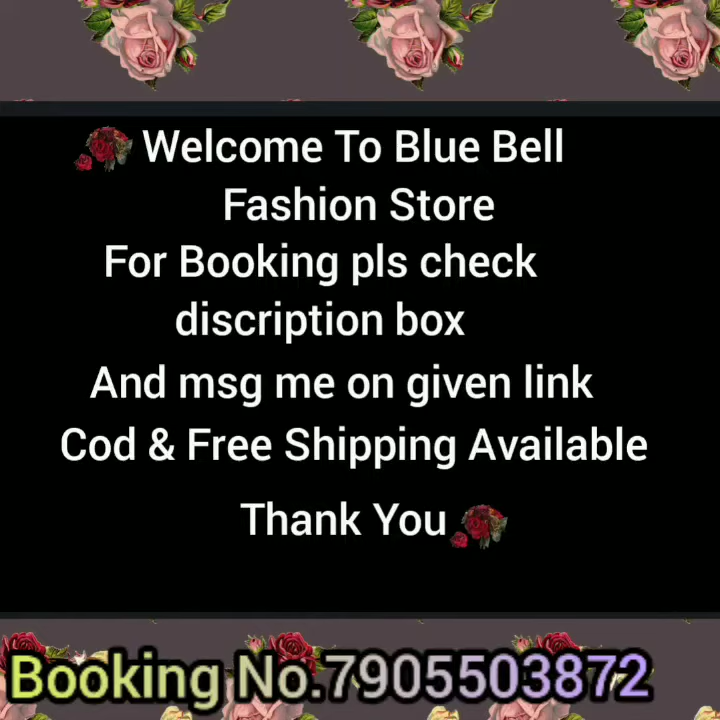 Welcome To Blue Bell
Fashion Store
For Booking pls check
discription box
And msg me on given link
Cod & Free Shipping Available
Thank You
Booking No.7905503872